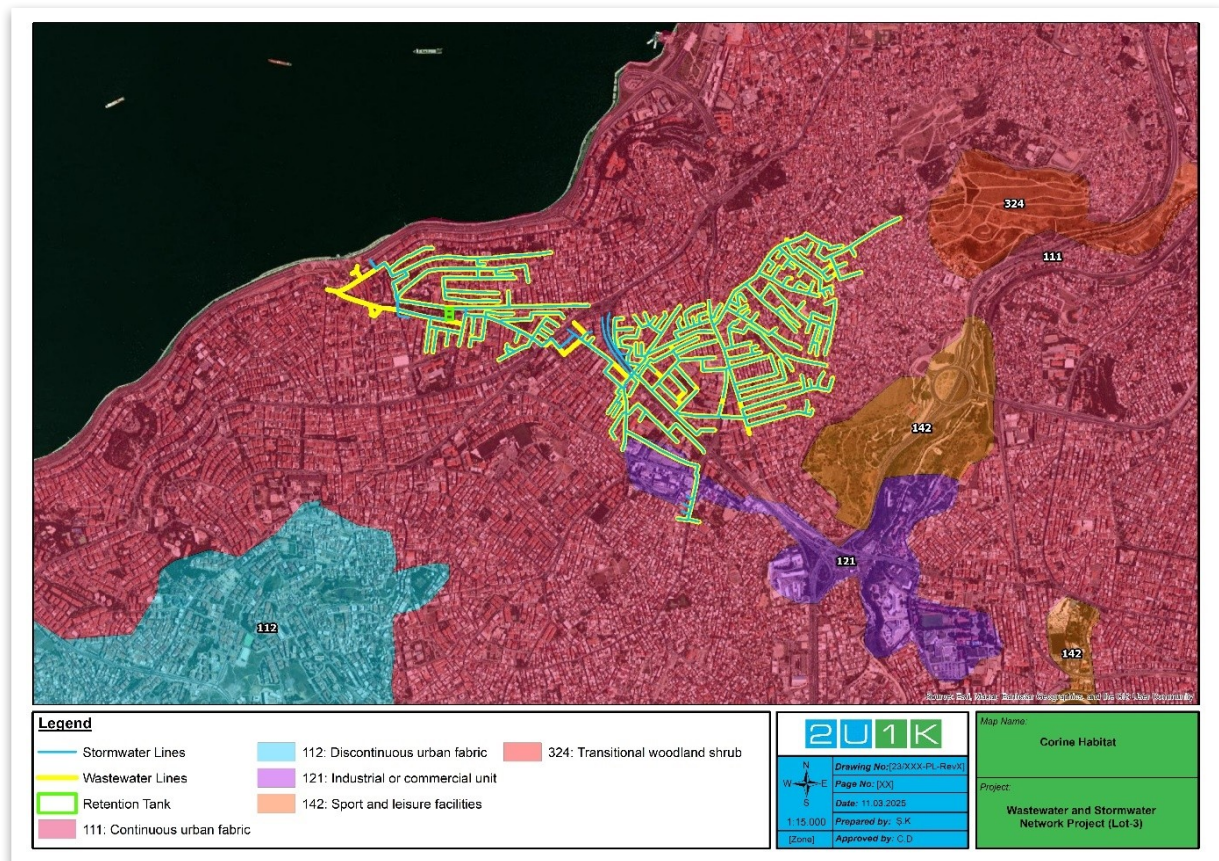 324
111
142
121
112
142
Source: Esri, Maxar, Earthstar Geographics, and the GIS User Community
Legend
Stormwater Lines
Wastewater Lines
Retention Tank
111: Continuous urban fabric
112: Discontinuous urban fabric
121: Industrial or commercial unit
142: Sport and leisure facilities
324: Transitional woodland shrub
2U1K
N
W E
S
1:15.000
[Zone]
Drawing No:[23/XXX-PL-RevX]
Page No: [XX]
Date: 11.03.2025
Prepared by: Ş.K
Approved by: C.D
Map Name:
Corine Habitat
Project:
Wastewater and Stormwater
Network Project (Lot-3)